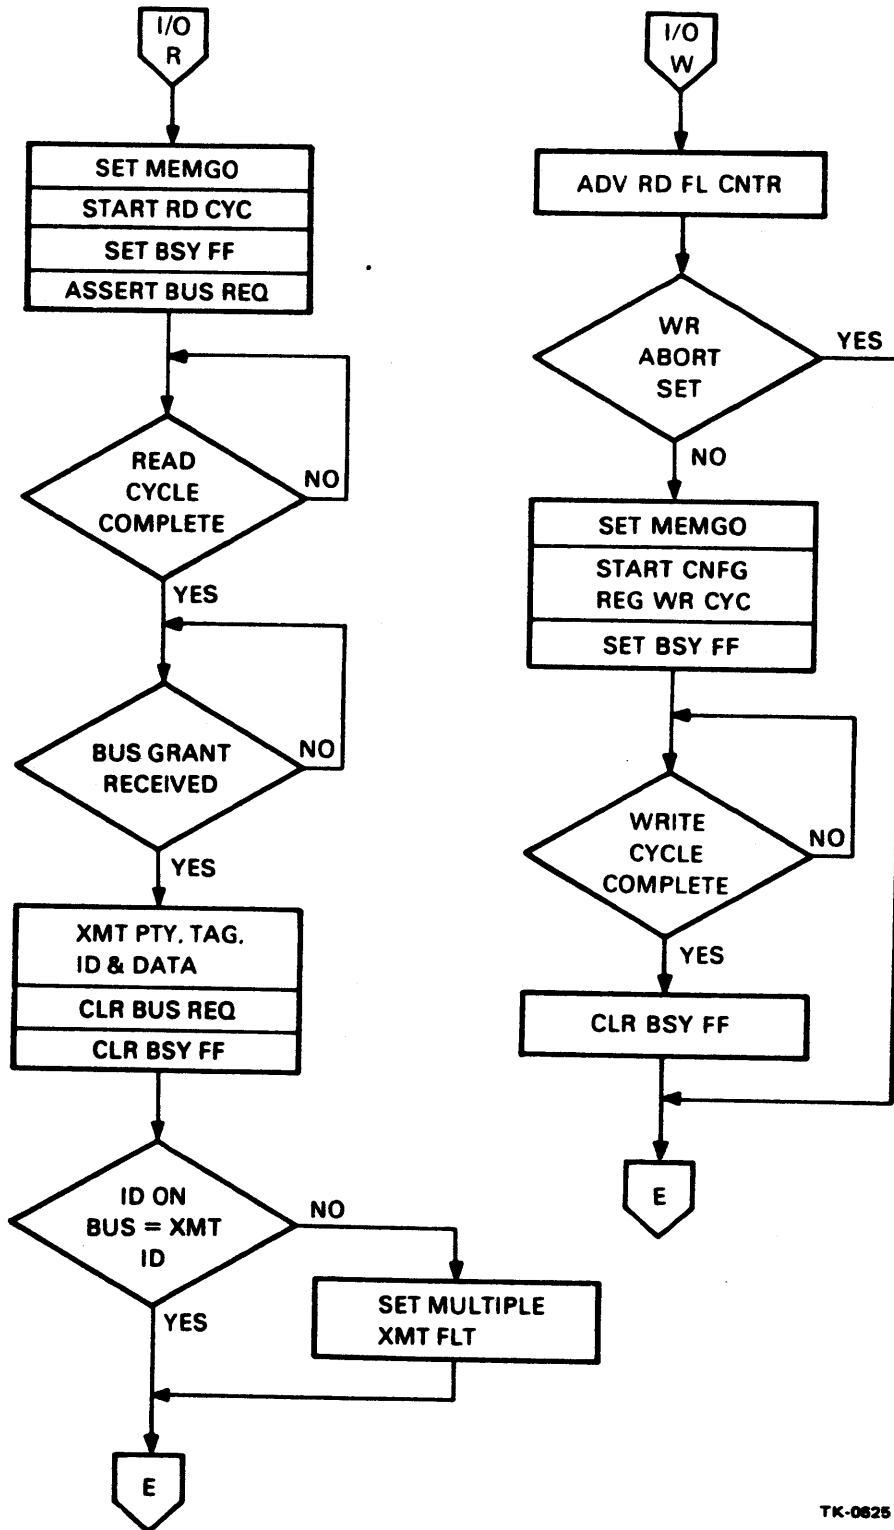 I/O
R
SET MEMGO
START RD CYC
SET BSY FF
ASSERT BUS REQ
READ
CYCLE
COMPLETE
NO
YES
BUS GRANT
RECEIVED
NO
YES
XMT PTY, TAG,
ID & DATA
CLR BUS REQ
CLR BSY FF
ID ON
BUS = XMT
ID
NO
YES
SET MULTIPLE
XMT FLT
E
I/O
W
ADV RD FL CNTR
WR
ABORT
SET
YES
NO
SET MEMGO
START CNFG
REG WR CYC
SET BSY FF
WRITE
CYCLE
COMPLETE
NO
YES
CLR BSY FF
E
TK-0625